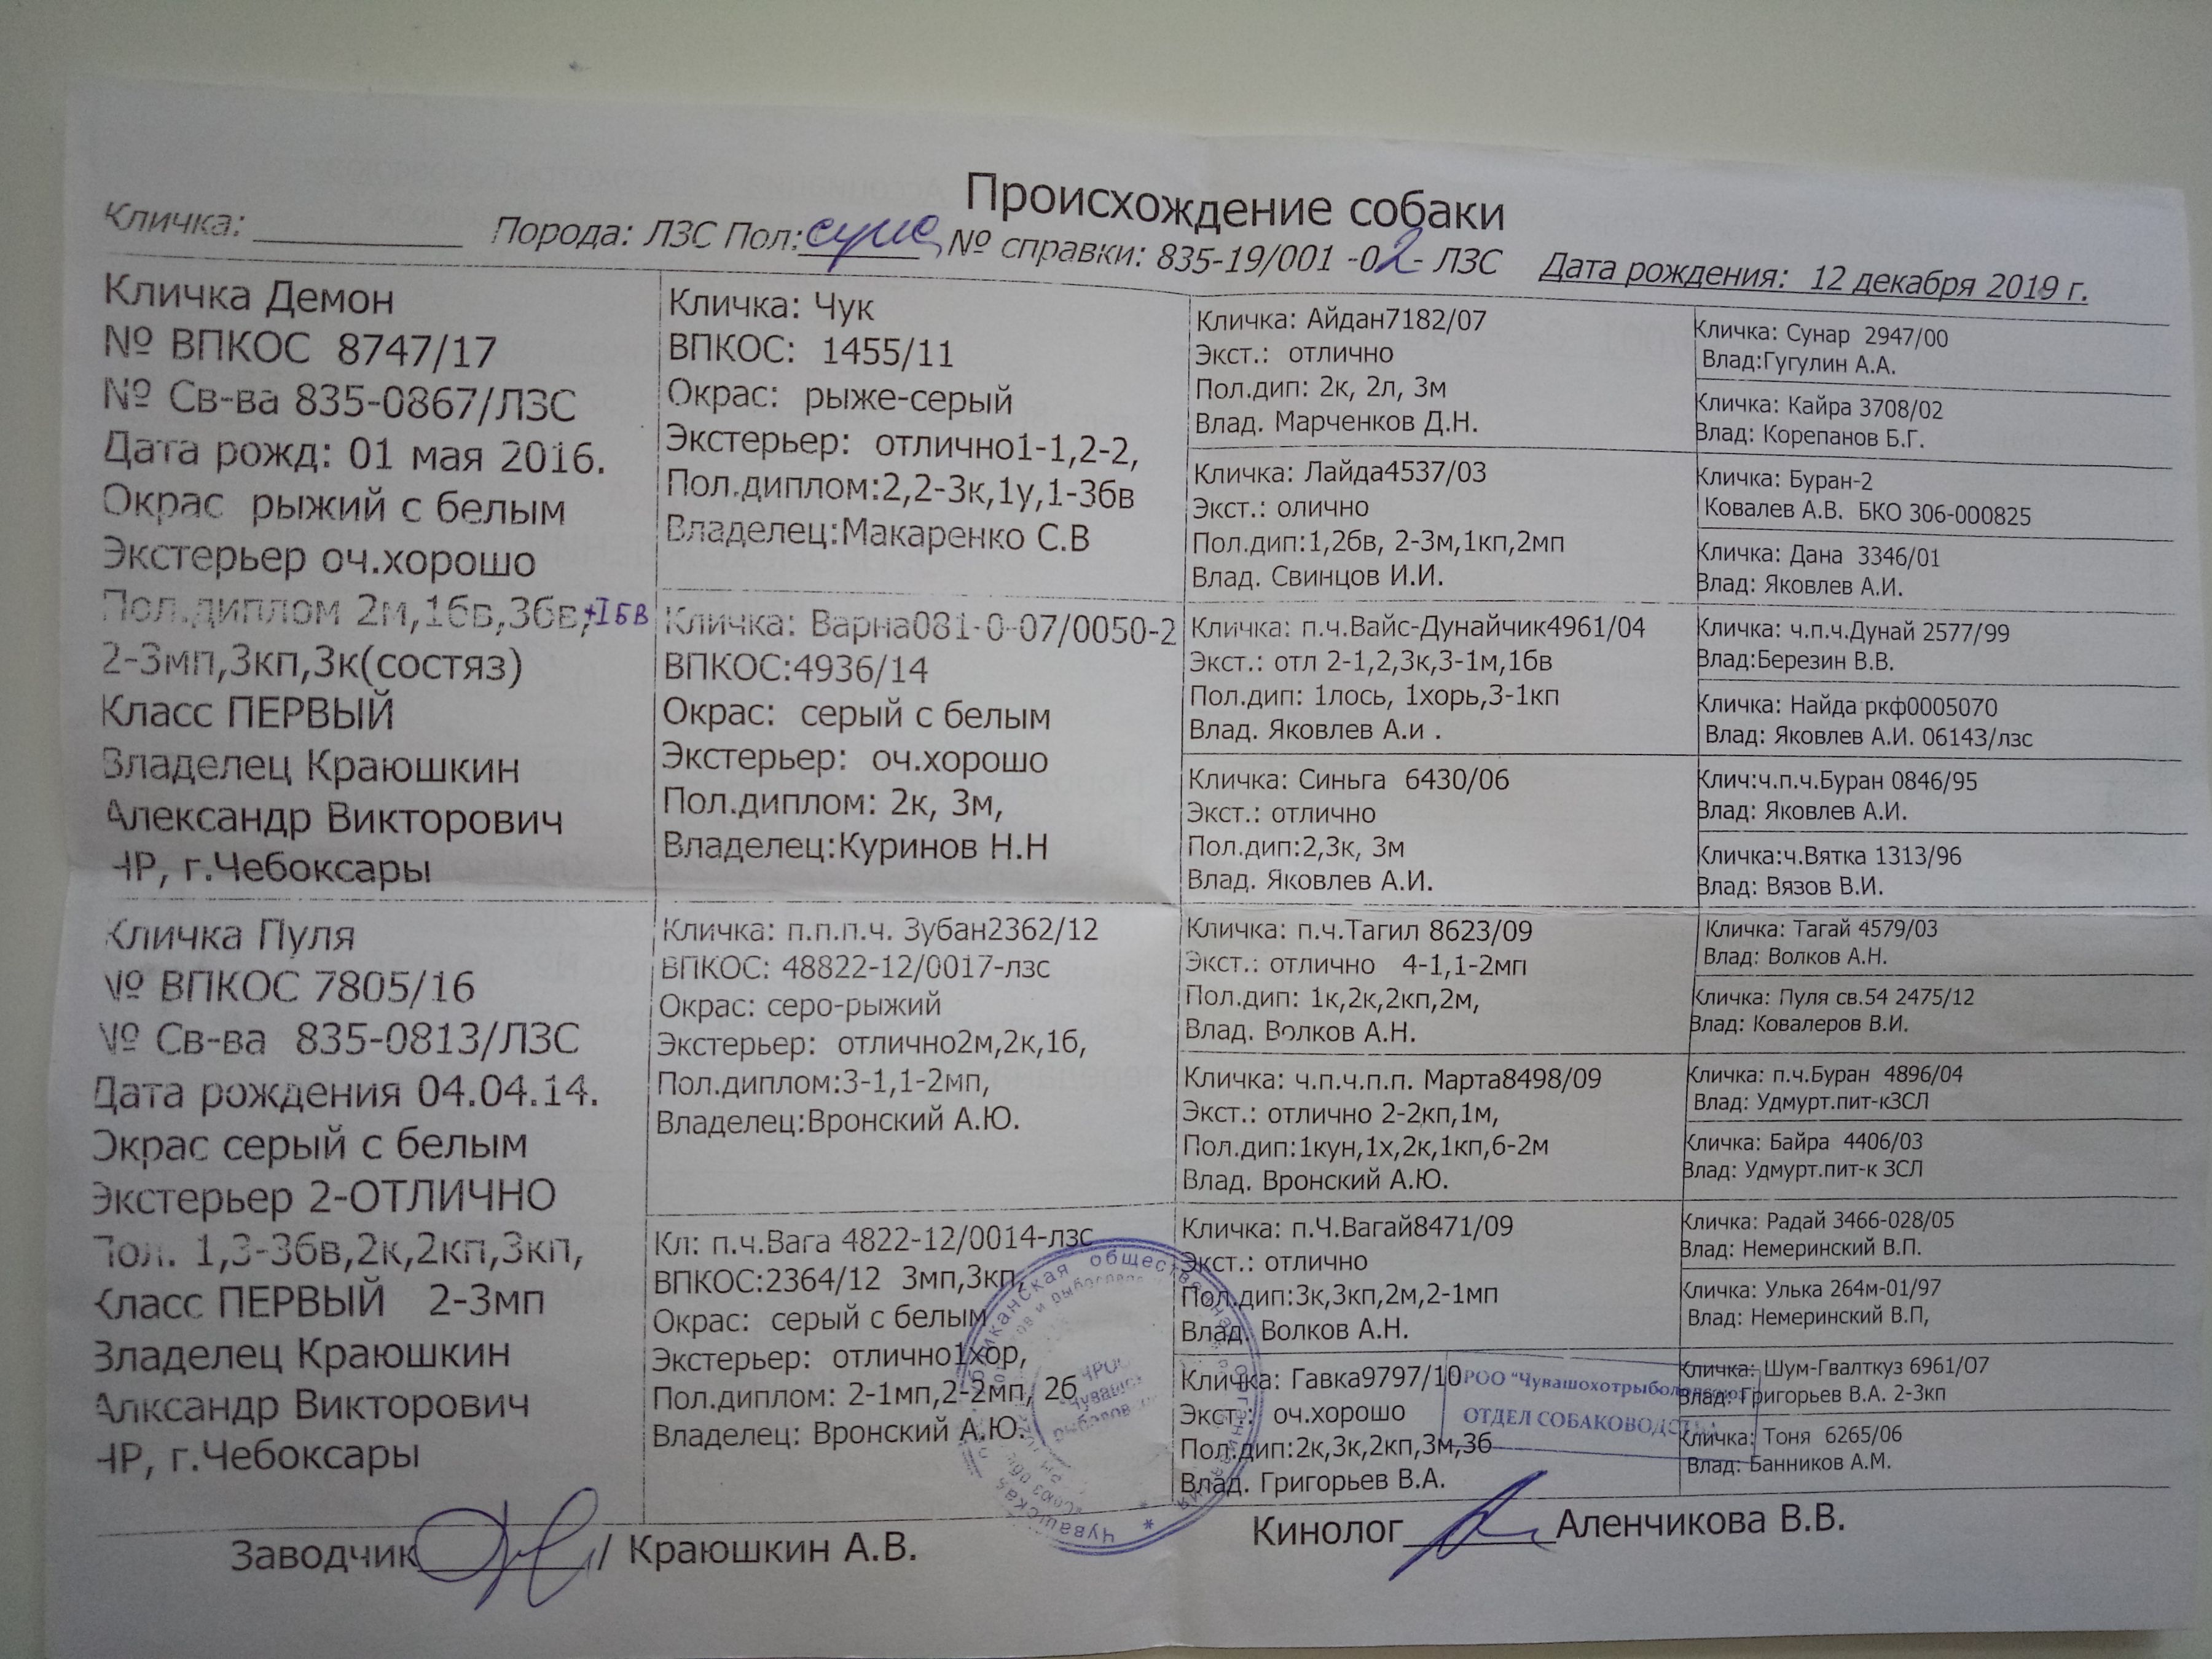 Происхождение собаки
Кличка: __________ Порода: ЛЗС Пол: № справки: 835-19/001 -02- ЛЗС Дата рождения: 12 декабря 2019 г.
Кличка Демон
№ ВПКОС 8747/17
№ Св-ва 835-0867/ЛЗС
Дата рожд: 01 мая 2016.
Окрас рыжий с белым
Экстерьер оч.хорошо
Пол.диплом 2м,1бв,3бв,+1бв
2-3мп,3кп,3к(состяз)
Класс ПЕРВЫЙ
Владелец Краюшкин
Александр Викторович
ЧР, г.Чебоксары
Кличка Пуля
№ ВПКОС 7805/16
№ Св-ва 835-0813/ЛЗС
Дата рождения 04.04.14.
Окрас серый с белым
Экстерьер 2-ОТЛИЧНО
Пол. 1,3-3бв,2к,2кп,3кп,
Класс ПЕРВЫЙ 2-3мп
Владелец Краюшкин
Алксандр Викторович
ЧР, г.Чебоксары
Кличка: Чук
ВПКОС: 1455/11
Окрас: рыже-серый
Экстерьер: отлично1-1,2-2,
Пол.диплом:2,2-3к,1у,1-3бв
Владелец:Макаренко С.В
Кличка: Варна081-0-07/0050-2
ВПКОС:4936/14
Окрас: серый с белым
Экстерьер: оч.хорошо
Пол.диплом: 2к, 3м,
Владелец:Куринов Н.Н
Кличка: п.п.п.ч. Зубан2362/12
ВПКОС: 48822-12/0017-лзс
Окрас: серо-рыжий
Экстерьер: отлично2м,2к,1б,
Пол.диплом:3-1,1-2мп,
Владелец:Вронский А.Ю.
Кл: п.ч.Вага 4822-12/0014-лзс
ВПКОС:2364/12 3мп,3кп,
Окрас: серый с белым
Экстерьер: отлично1хор,
Пол.диплом: 2-1мп,2-2мп, 2б
Владелец: Вронский А.Ю.
Кличка: Айдан7182/07
Экст.: отлично
Пол.дип: 2к, 2л, 3м
Влад. Марченков Д.Н.
Кличка: Лайда4537/03
Экст.: олично
Пол.дип:1,2бв, 2-3м,1кп,2мп
Влад. Свинцов И.И.
Кличка: п.ч.Вайс-Дунайчик4961/04
Экст.: отл 2-1,2,3к,3-1м,1бв
Пол.дип: 1лось, 1хорь,3-1кп
Влад. Яковлев А.и .
Кличка: Синьга 6430/06
Экст.: отлично
Пол.дип:2,3к, 3м
Влад. Яковлев А.И.
Кличка: п.ч.Тагил 8623/09
Экст.: отлично 4-1,1-2мп
Пол.дип: 1к,2к,2кп,2м,
Влад. Волков А.Н.
Кличка: ч.п.ч.п.п. Марта8498/09
Экст.: отлично 2-2кп,1м,
Пол.дип:1кун,1х,2к,1кп,6-2м
Влад. Вронский А.Ю.
Кличка: п.Ч.Вагай8471/09
Экст.: отлично
Пол.дип:3к,3кп,2м,2-1мп
Влад. Волков А.Н.
Кличка: Гавка9797/10
Экст.: оч.хорошо
Пол.дип:2к,3к,2кп,3м,3б
Влад. Григорьев В.А.
Кличка: Сунар 2947/00
Влад:Гугулин А.А.
Кличка: Кайра 3708/02
Влад: Корепанов Б.Г.
Кличка: Буран-2
Ковалев А.В. БКО 306-000825
Кличка: Дана 3346/01
Влад: Яковлев А.И.
Кличка: ч.п.ч.Дунай 2577/99
Влад:Березин В.В.
Кличка: Найда ркф0005070
Влад: Яковлев А.И. 06143/лзс
Клич:ч.п.ч.Буран 0846/95
Влад: Яковлев А.И.
Кличка:ч.Вятка 1313/96
Влад: Вязов В.И.
Кличка: Тагай 4579/03
Влад: Волков А.Н.
Кличка: Пуля св.54 2475/12
Влад: Ковалеров В.И.
Кличка: п.ч.Буран 4896/04
Влад: Удмурт.пит-кЗСЛ
Кличка: Байра 4406/03
Влад: Удмурт.пит-к ЗСЛ
Кличка: Радай 3466-028/05
Влад: Немеринский В.П.
Кличка: Улька 264м-01/97
Влад: Немеринский В.П,
Кличка: Шум-Гвалткуз 6961/07
Влад: Григорьев В.А. 2-3кп
Кличка: Тоня 6265/06
Влад: Банников А.М.
ЧРОО "Чувашохотрыболовсоюз"
ОТДЕЛ СОБАКОВОДСТВА
Чувашская республиканская общественная организация
Заводчик / Краюшкин А.В.
Кинолог Аленчикова В.В.